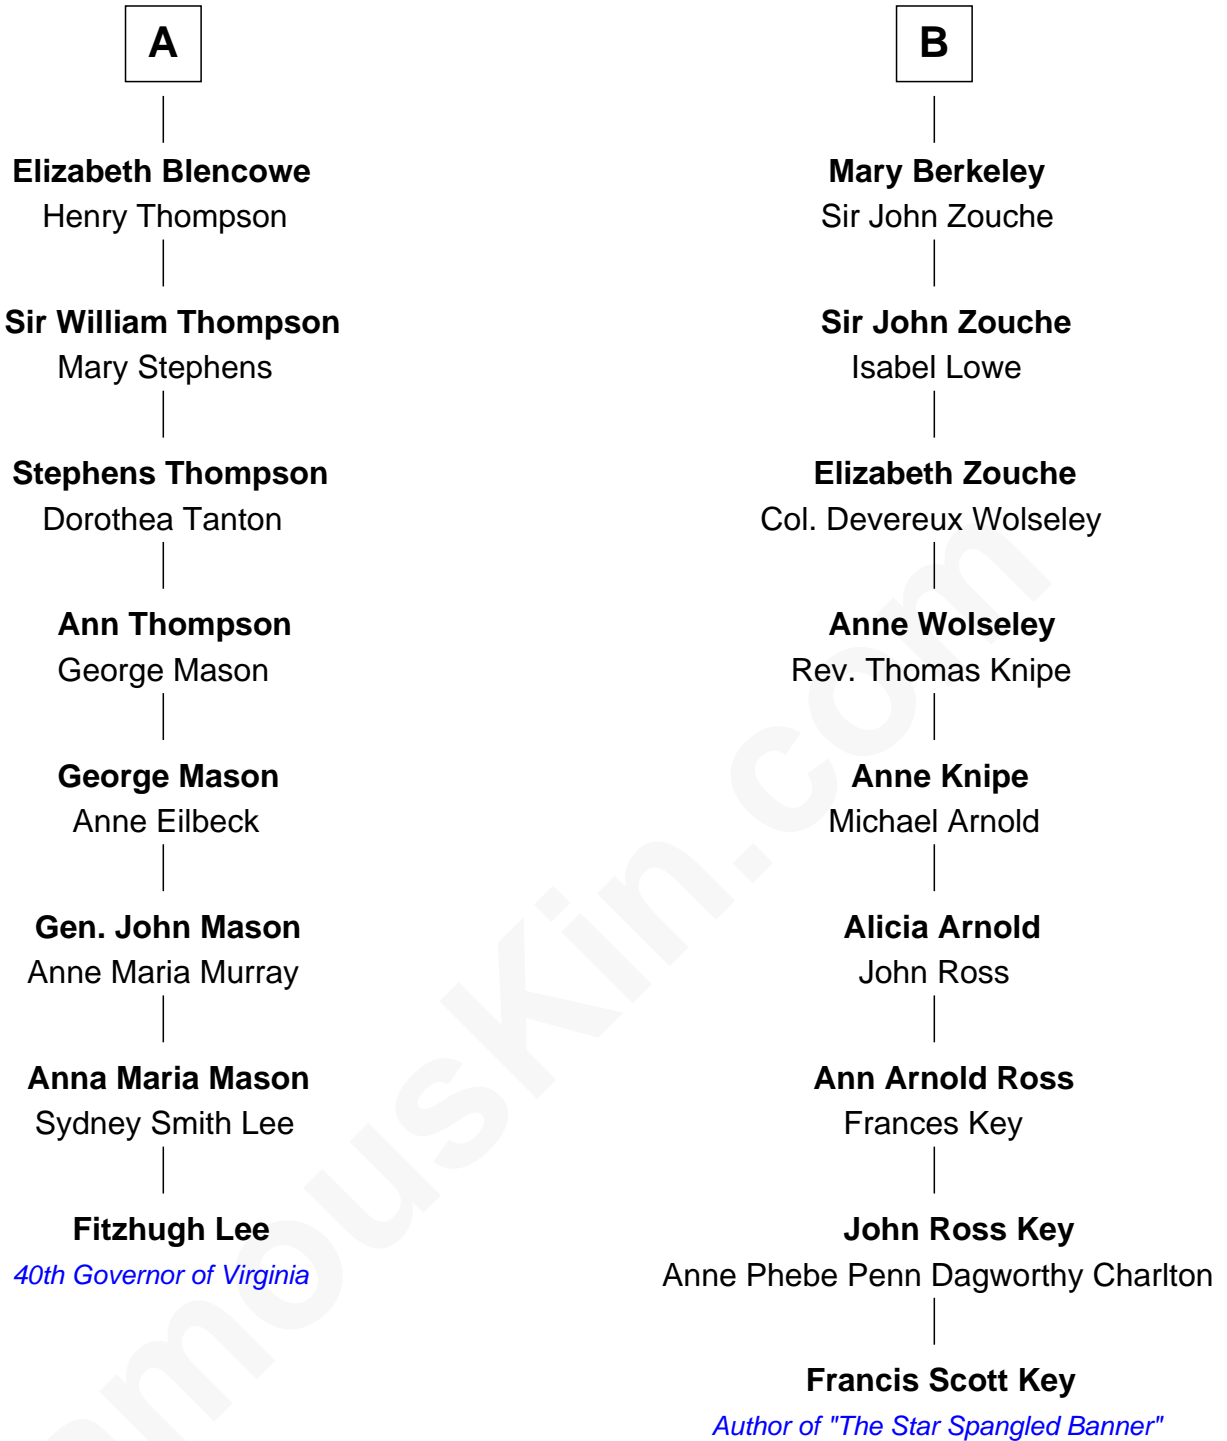 A
Elizabeth Blencowe
Henry Thompson
Sir William Thompson
Mary Stephens
Stephens Thompson
Dorothea Tanton
Ann Thompson
George Mason
George Mason
Anne Eilbeck
Gen. John Mason
Anne Maria Murray
Anna Maria Mason
Sydney Smith Lee
Fitzhugh Lee
40th Governor of Virginia
B
Mary Berkeley
Sir John Zouche
Sir John Zouche
Isabel Lowe
Elizabeth Zouche
Col. Devereux Wolseley
Anne Wolseley
Rev. Thomas Knipe
Anne Knipe
Michael Arnold
Alicia Arnold
John Ross
Ann Arnold Ross
Frances Key
John Ross Key
Anne Phebe Penn Dagworthy Charlton
Francis Scott Key
Author of "The Star Spangled Banner"
amousKin.com